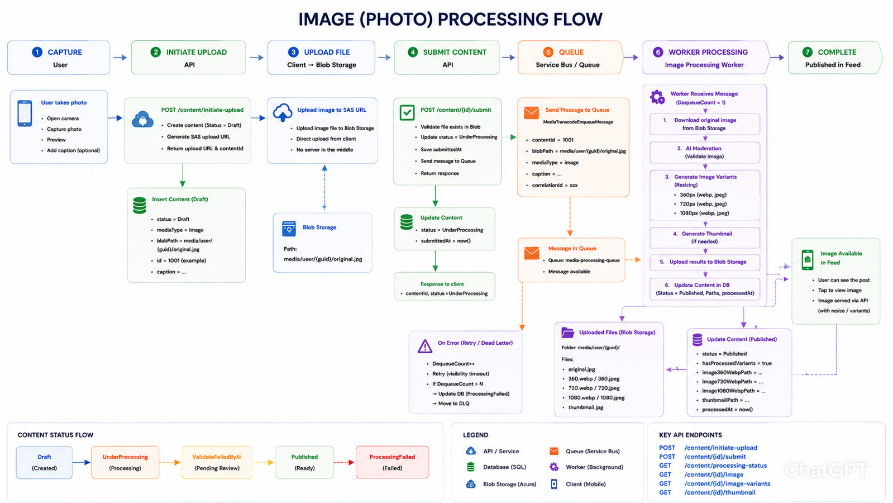 IMAGE (PHOTO) PROCESSING FLOW
1 CAPTURE
User
2 INITIATE UPLOAD
API
3 UPLOAD FILE
Client → Blob Storage
4 SUBMIT CONTENT
API
5 QUEUE
Service Bus / Queue
6 WORKER PROCESSING
Image Processing Worker
7 COMPLETE
Published in Feed
User takes photo
• Open camera
• Capture photo
• Preview
• Add caption (optional)
POST /content/initiate-upload
• Create content (Status = Draft)
• Generate SAS upload URL
• Return upload URL & contentId
Insert Content (Draft)
• status = Draft
• mediaType = Image
• blobPath = media/user/
{guid}/original.jpg
• id = 1001 (example)
• caption = ...
Upload image to SAS URL
• Upload image file to Blob Storage
• Direct upload from client
• No server in the middle
Blob Storage
Path:
media/user/{guid}/original.jpg
POST /content/{id}/submit
• Validate file exists in Blob
• Update status = UnderProcessing
• Save submittedAt
• Send message to Queue
• Return response
Update Content
• status = UnderProcessing
• submittedAt = now()
Response to client
• contentId, status=UnderProcessing
Send Message to Queue
MediaTranscodeEnqueueMessage
• contentId = 1001
• blobPath = media/user/{guid}/original.jpg
• mediaType = image
• caption = ...
• correlationId = xxx
Message in Queue
• Queue: media-processing-queue
• Message available
On Error (Retry / Dead Letter)
• DequeueCount++
• Retry (visibility timeout)
• If DequeueCount > N
→ Update DB (ProcessingFailed)
→ Move to DLQ
Worker Receives Message
(DequeueCount = 1)
1. Download original image
from Blob Storage
2. AI Moderation
(Validate Image)
3. Generate Image Variants
(Resizing)
• 360px (webp, jpeg)
• 720px (webp, jpeg)
• 1080px (webp, jpeg)
4. Generate Thumbnail
(if needed)
5. Upload results to Blob Storage
6. Update Content in DB
(Status = Published, Paths, processedAt)
Uploaded Files (Blob Storage)
Folder: media/user/{guid}/
Files:
• original.jpg
• 360.webp / 360.jpeg
• 720.webp / 720.jpeg
• 1080.webp / 1080.jpeg
• thumbnail.jpg
Update Content (Published)
• status = Published
• hasProcessedVariants = true
• image360WebpPath = ...
• image720WebpPath = ...
• image1080WebpPath = ...
• thunbmailPath = ...
• processedAt = now()
Image Available
in Feed
• User can see the post
• Tap to view image
• Image served via API
(with resize / variants)
CONTENT STATUS FLOW
Draft
(Created)
UnderProcessing
(Processing)
ValidateFailedByAi
(Pending Review)
Published
(Ready)
ProcessingFailed
(Failed)
LEGEND
API / Service
Database (SQL)
Blob Storage (Azure)
Queue (Service Bus)
Worker (Background)
Client (Mobile)
KEY API ENDPOINTS
POST /content/initiate-upload
POST /content/{id}/submit
GET /content/processing-status
GET /content/{id}/image
GET /content/{id}/image-variants
GET /content/{id}/thumbnail
ChatGPT